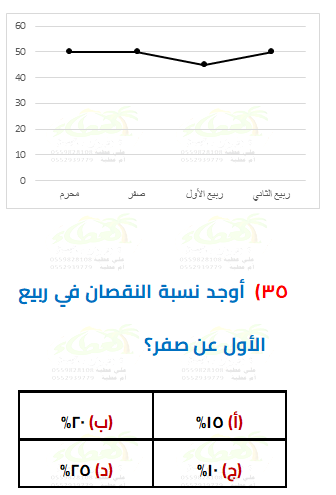 60
50
40
30
20
10
0
محرم صفر ربيع الأول ربيع الثاني
٣٥) أوجد نسبة النقصان في ربيع
الأول عن صفر؟
(أ) ١٥% (ب) ٢٠%
(ج) ١٠% (د) ٢٥%